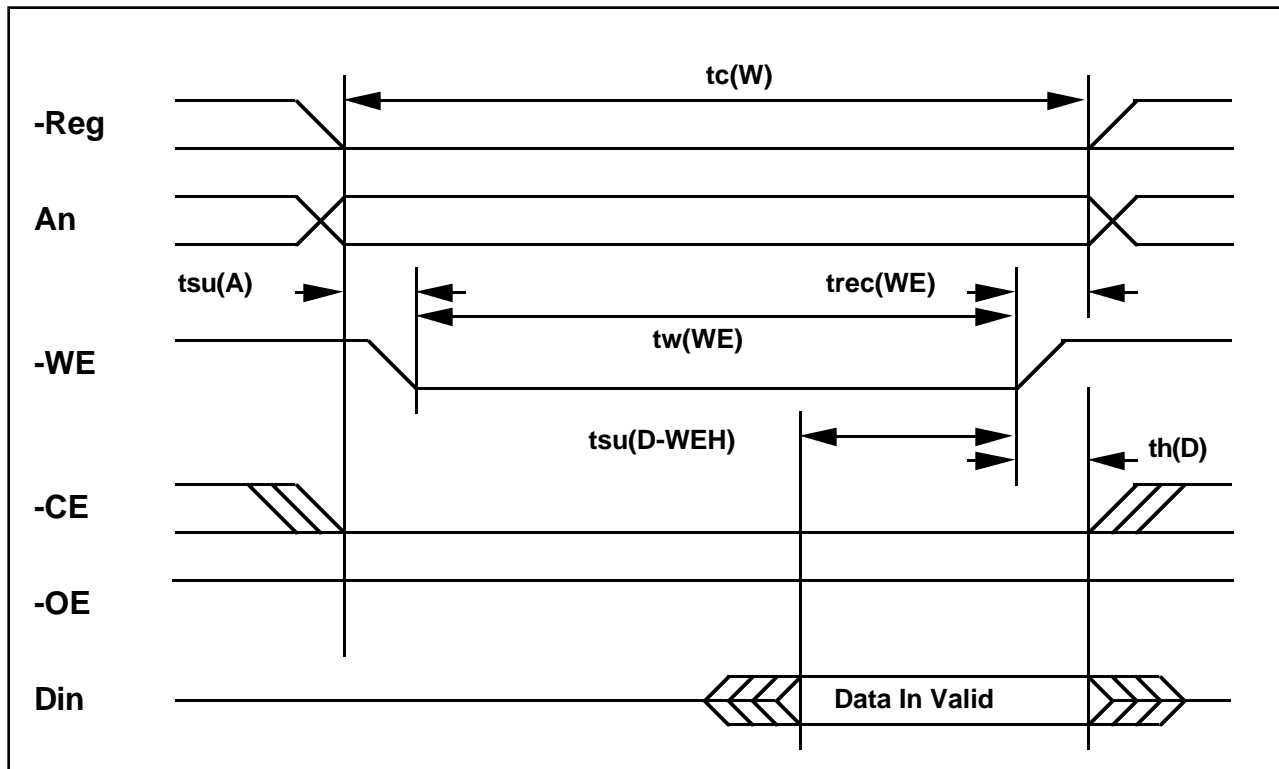 tc(W)
-Reg
An
tsu(A)
trec(WE)
tw(WE)
-WE
tsu(D-WEH)
th(D)
-CE
-OE
Din
Data In Valid